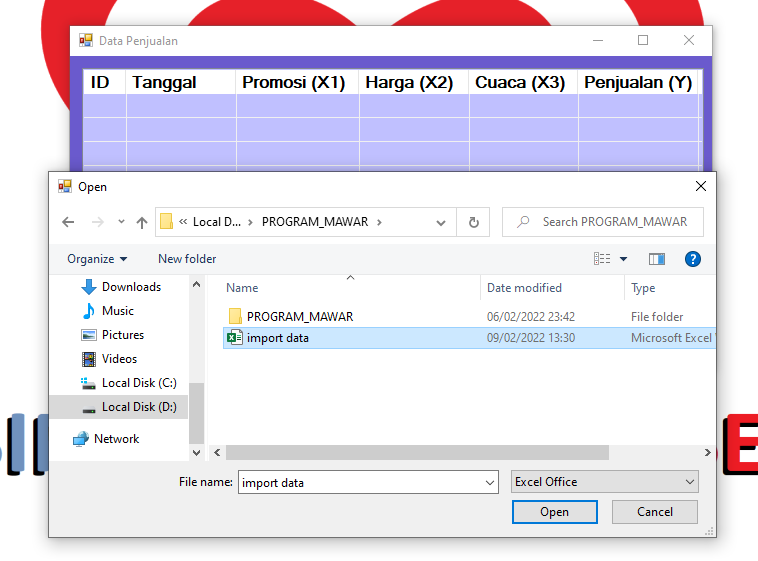 Data Penjualan
ID Tanggal Promosi (X1) Harga (X2) Cuaca (X3) Penjualan (Y)
Open
« Local D... › PROGRAM_MAWAR ›
Search PROGRAM_MAWAR
Organize New folder
Name Date modified Type
Downloads
Music
Pictures
Videos
Local Disk (C:)
Local Disk (D:)
Network
PROGRAM_MAWAR 06/02/2022 23:42 File folder
import data 09/02/2022 13:30 Microsoft Excel
File name: import data Excel Office
Open Cancel